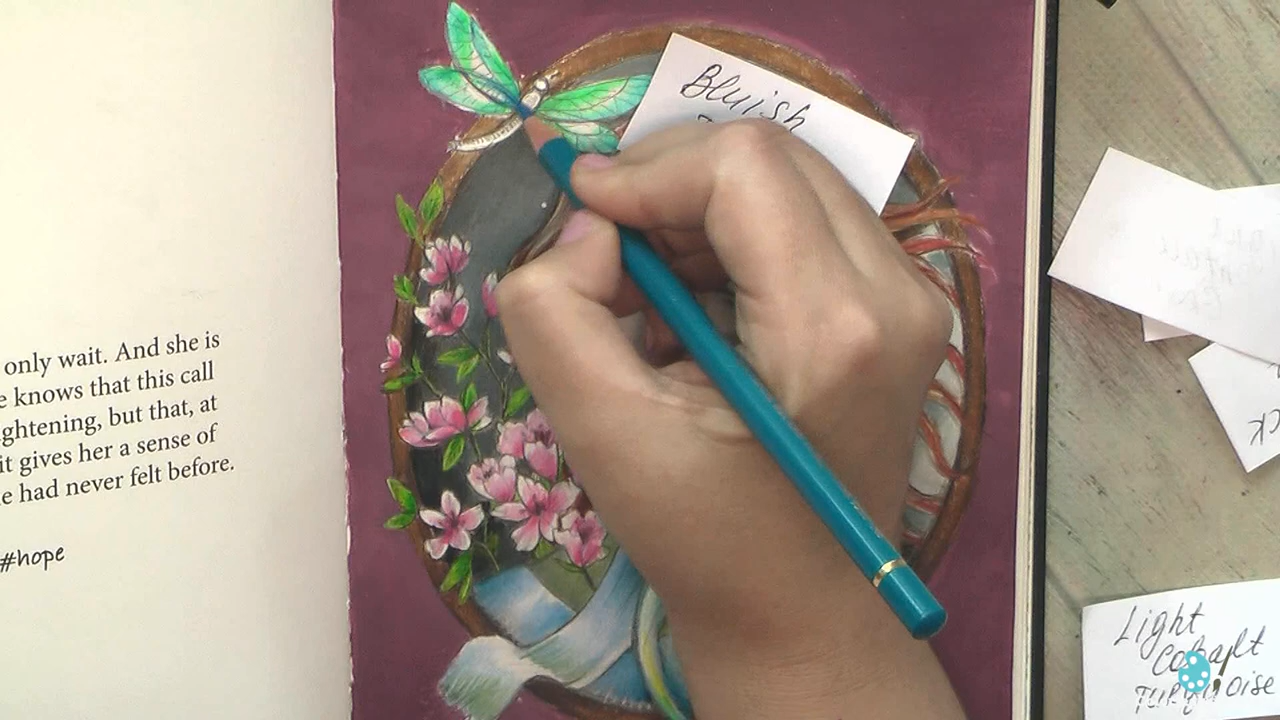 only wait. And she is
knows that this call
but that, at
it gives her a sense of
had never felt before.
#hope
Bluish
Light
Cobalt
Turquoise